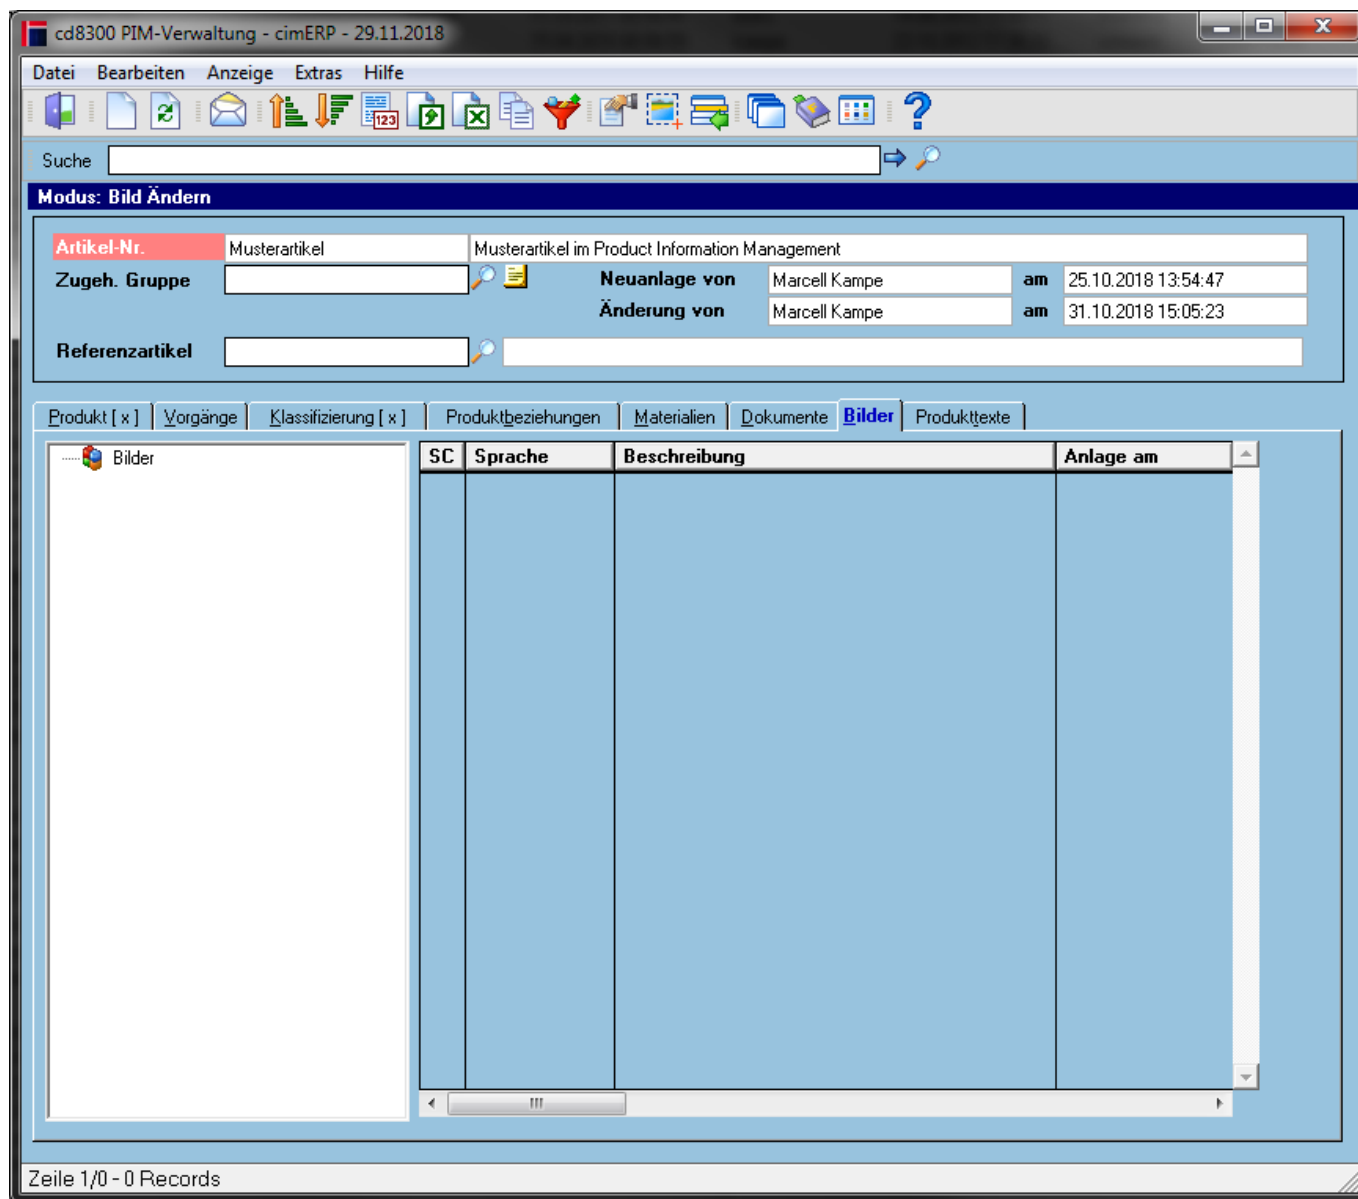 cd8300 PIM-Verwaltung - cimERP - 29.11.2018
Datei Bearbeiten Anzeige Extras Hilfe
123
Suche
Modus: Bild Ändern
Artikel-Nr. Musterartikel Musterartikel im Product Information Management
Zugeh. Gruppe Neuanlage von Marcell Kampe am 25.10.2018 13:54:47
Änderung von Marcell Kampe am 31.10.2018 15:05:23
Referenzartikel
Produkt [ x ] Vorgänge Klassifizierung [ x ] Produktbeziehungen Materialien Dokumente Bilder Produkttexte
Bilder SC Sprache Beschreibung Anlage am
Zeile 1/0 - 0 Records